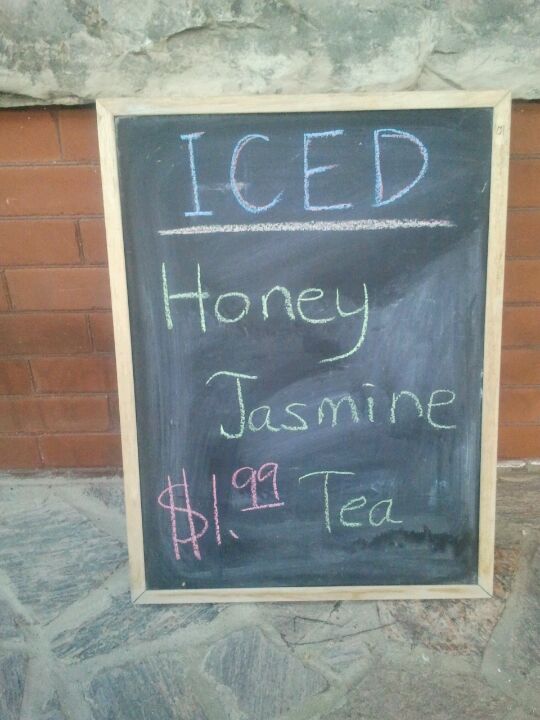 ICED
Honey
Jasmine
$1.99 Tea